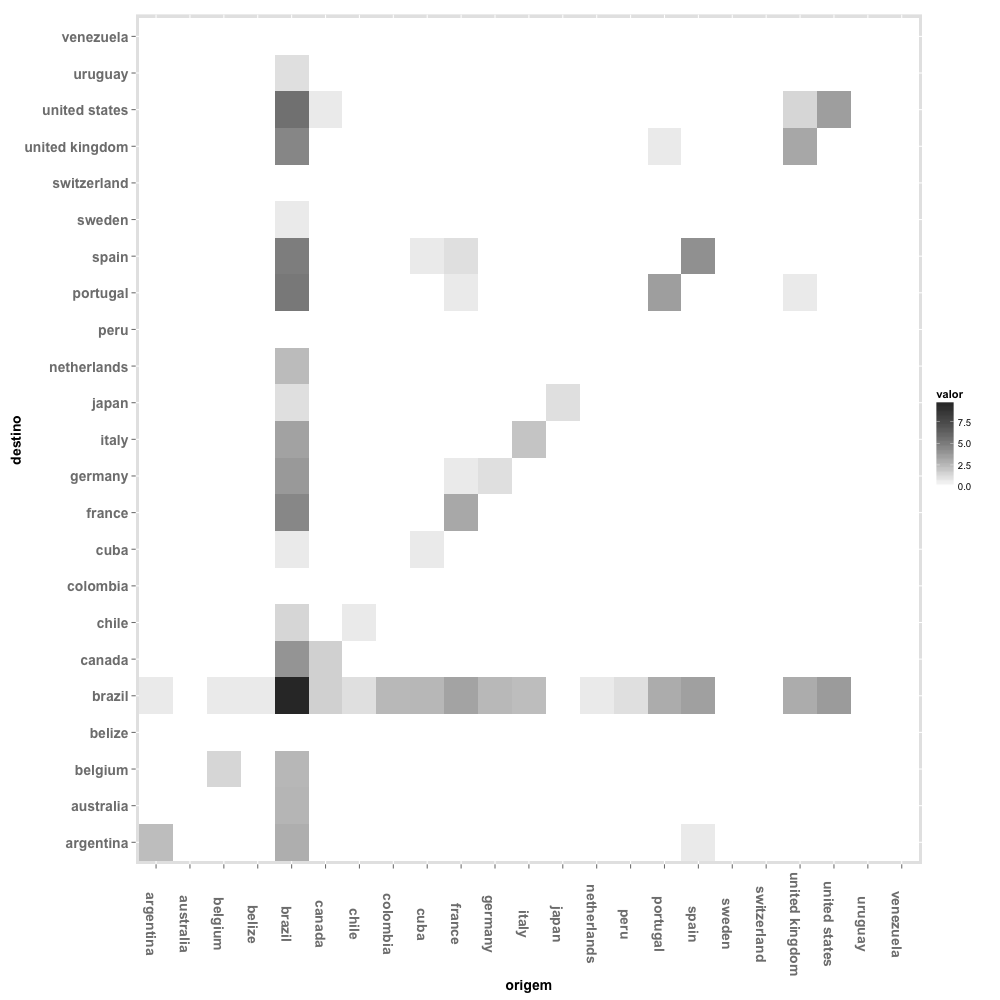 venezuela
uruguay
united states
united kingdom
switzerland
sweden
spain
portugal
peru
netherlands
japan
italy
germany
france
cuba
colombia
chile
canada
brazil
belize
belgium
australia
argentina
destino
valor
7.5
5.0
2.5
0.0
argentina
australia
belgium
belize
brazil
canada
chile
colombia
cuba
france
germany
italy
japan
netherlands
peru
portugal
spain
sweden
switzerland
united kingdom
united states
uruguay
venezuela
origem